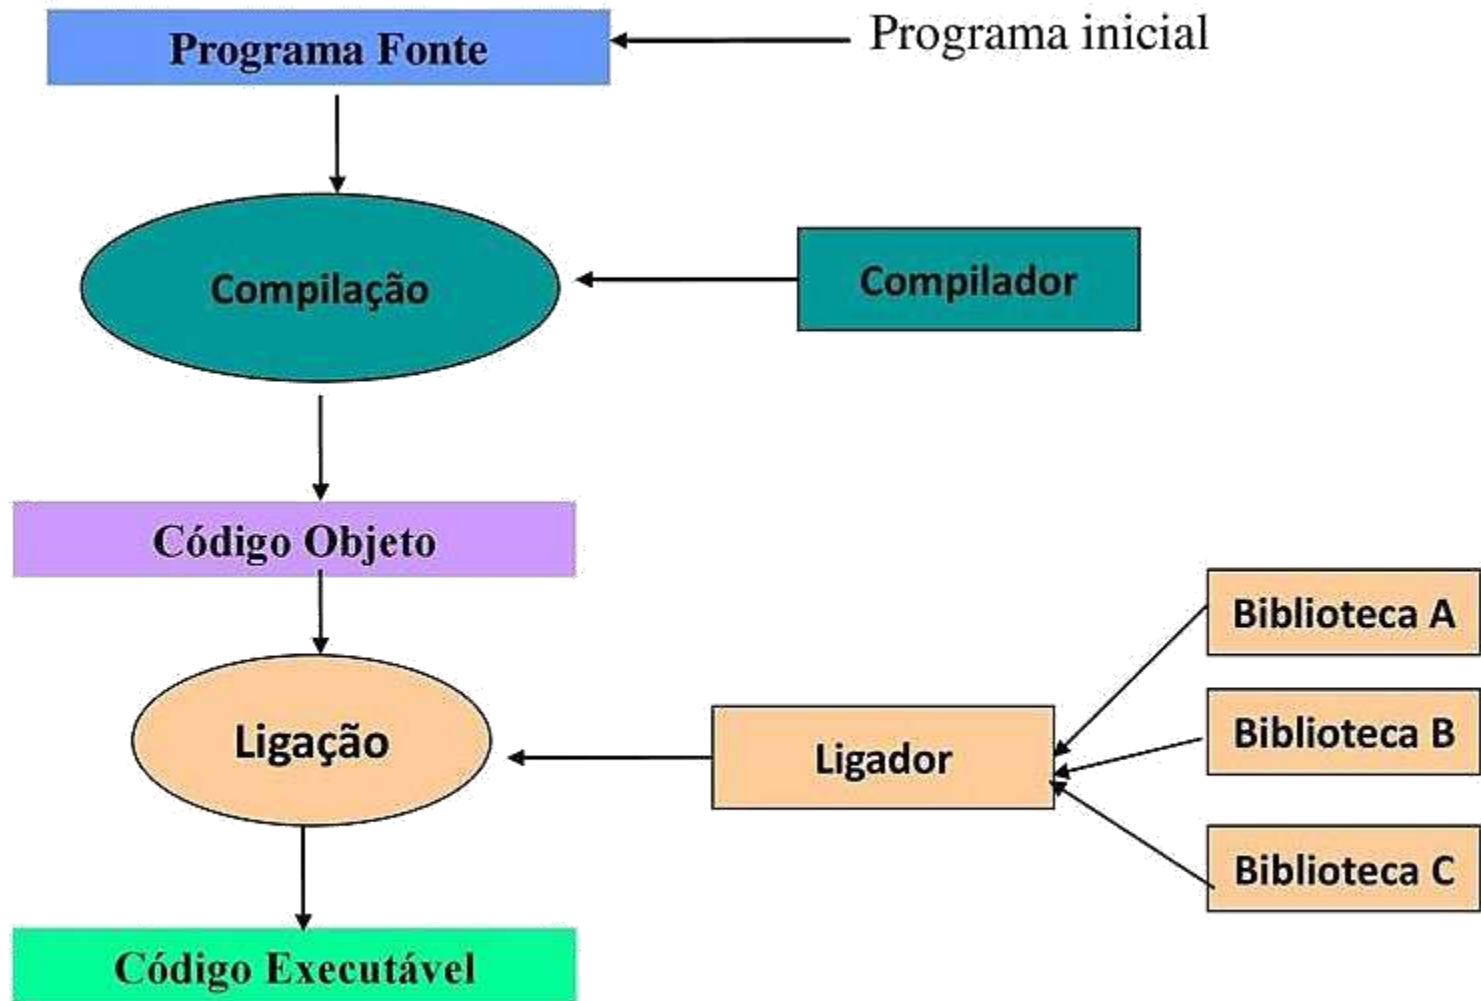 Programa Fonte
Programa inicial
Compilação
Compilador
Código Objeto
Biblioteca A
Ligação
Ligador
Biblioteca B
Biblioteca C
Código Executável